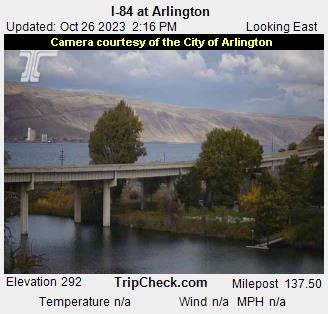 I-84 at Arlington
Updated: Oct 26 2023 2:16 PM Looking East
Camera courtesy of the City of Arlington
Elevation 292 TripCheck.com Milepost 137.50
Temperature n/a Wind n/a MPH n/a